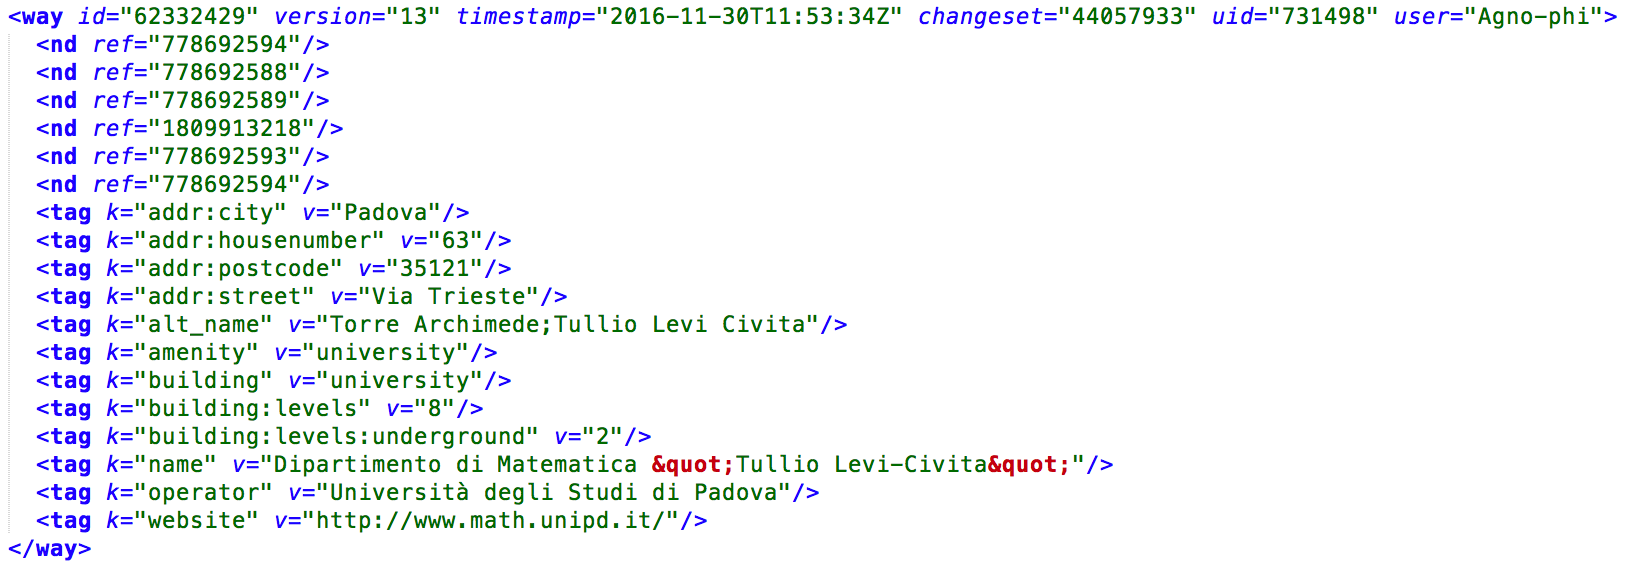 <way id="62332429" version="13" timestamp="2016-11-30T11:53:34Z" changeset="44057933" uid="731498" user="Agno-phi">
<nd ref="778692594"/>
<nd ref="778692588"/>
<nd ref="778692589"/>
<nd ref="1809913218"/>
<nd ref="778692593"/>
<nd ref="778692594"/>
<tag k="addr:city" v="Padova"/>
<tag k="addr:housenumber" v="63"/>
<tag k="addr:postcode" v="35121"/>
<tag k="addr:street" v="Via Trieste"/>
<tag k="alt_name" v="Torre Archimede;Tullio Levi Civita"/>
<tag k="amenity" v="university"/>
<tag k="building" v="university"/>
<tag k="building:levels" v="8"/>
<tag k="building:levels:underground" v="2"/>
<tag k="name" v="Dipartimento di Matematica &quot;Tullio Levi-Civita&quot;"/>
<tag k="operator" v="Università degli Studi di Padova"/>
<tag k="website" v="http://www.math.unipd.it/"/>
</way>